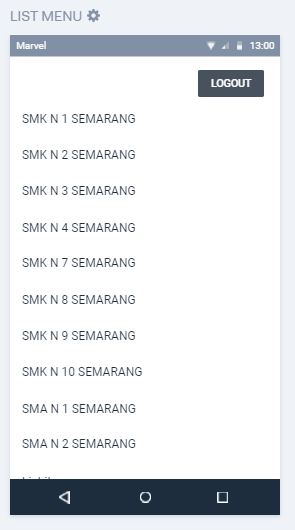 LIST MENU
Marvel 13:00
LOGOUT
SMK N 1 SEMARANG
SMK N 2 SEMARANG
SMK N 3 SEMARANG
SMK N 4 SEMARANG
SMK N 7 SEMARANG
SMK N 8 SEMARANG
SMK N 9 SEMARANG
SMK N 10 SEMARANG
SMA N 1 SEMARANG
SMA N 2 SEMARANG